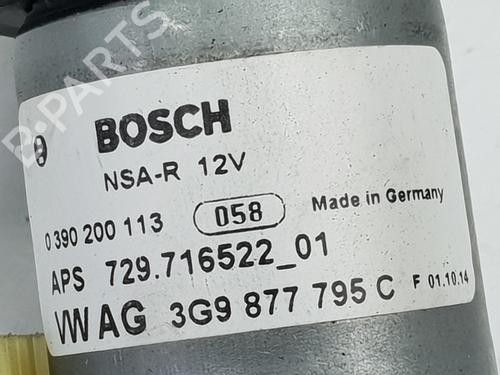 B-PARTS
BOSCH
NSA-R 12V
0 390 200 113 058 Made in Germany
APS 729.716522_01
VW AG 3G9 877 795 C F 01.10.14